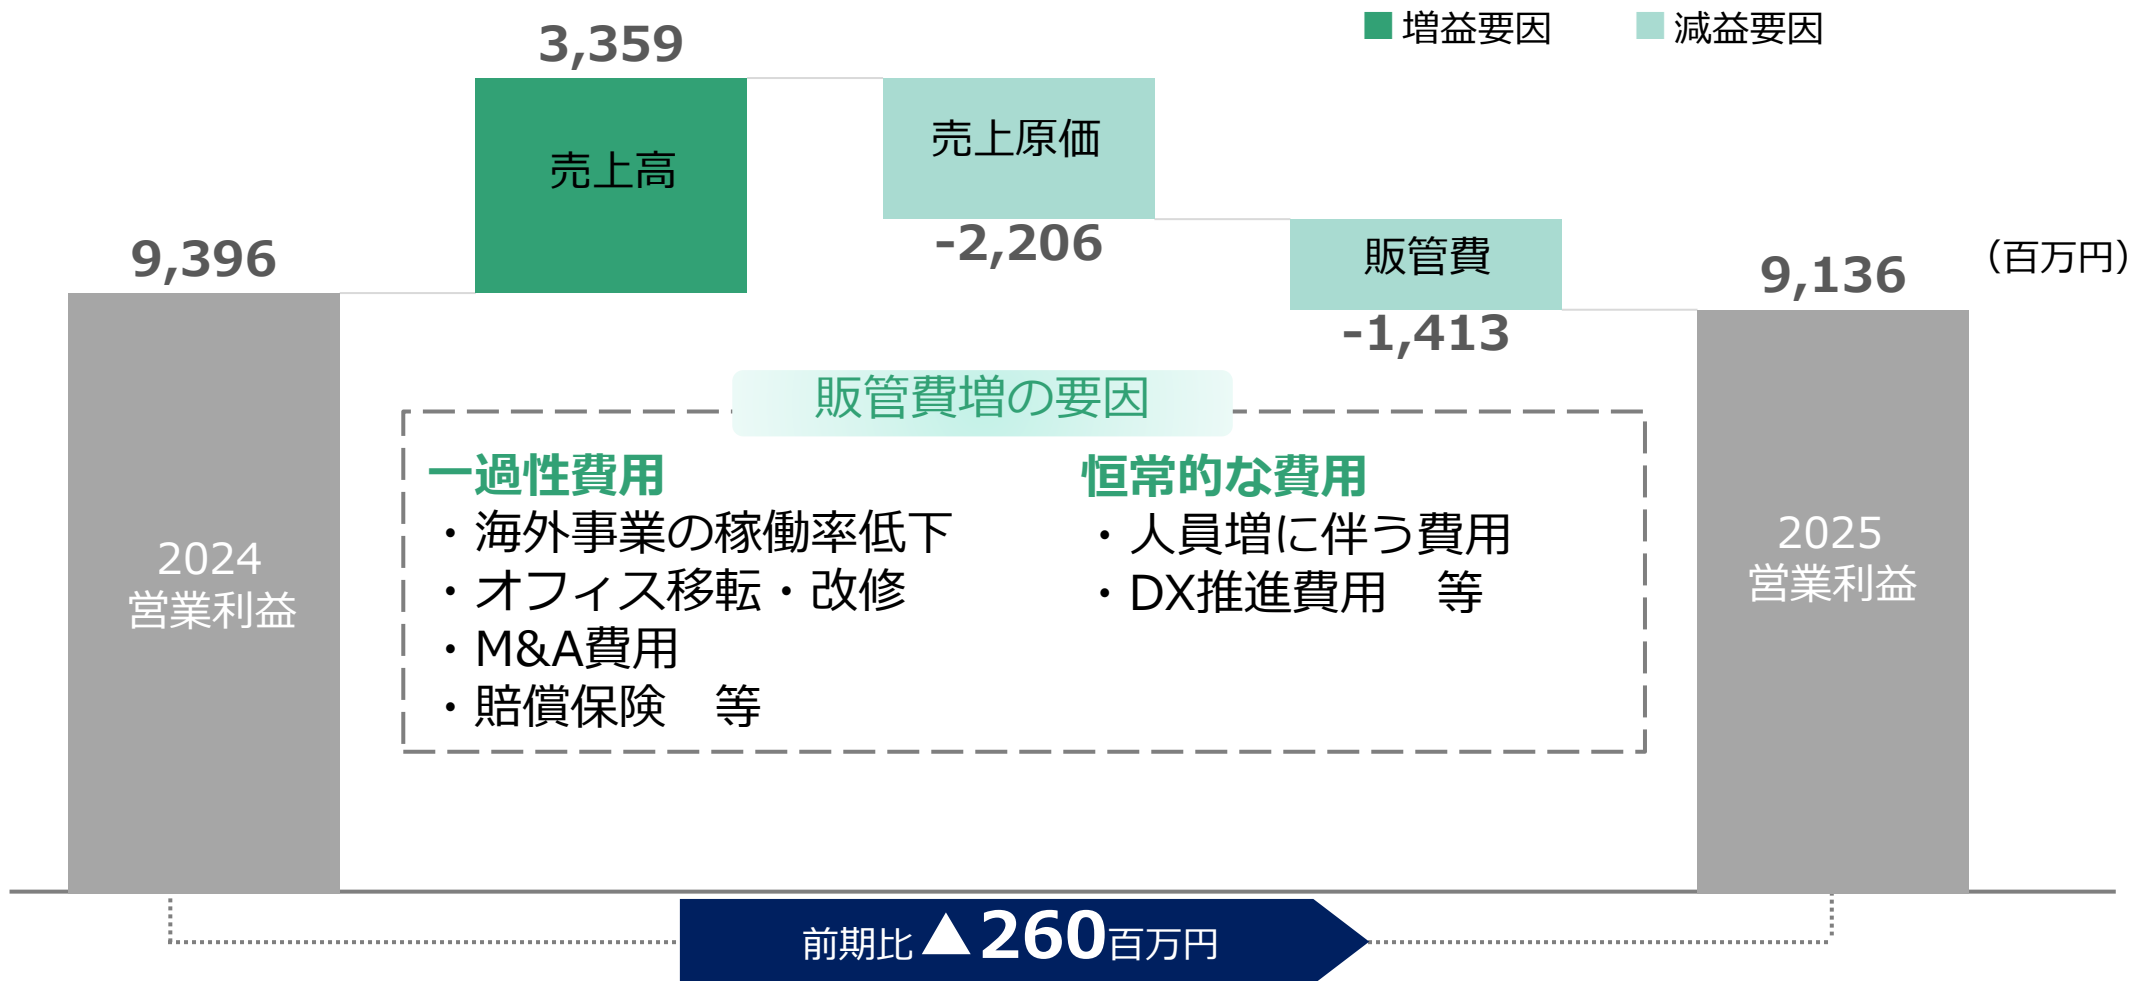 増益要因
減益要因
3,359
売上高
売上原価
-2,206
販管費
-1,413
9,396
9,136
（百万円）
2024
営業利益
2025
営業利益
販管費増の要因
一過性費用
・海外事業の稼働率低下
・オフィス移転・改修
・M&A費用
・賠償保険　等
恒常的な費用
・人員増に伴う費用
・DX推進費用　等
前期比▲260百万円